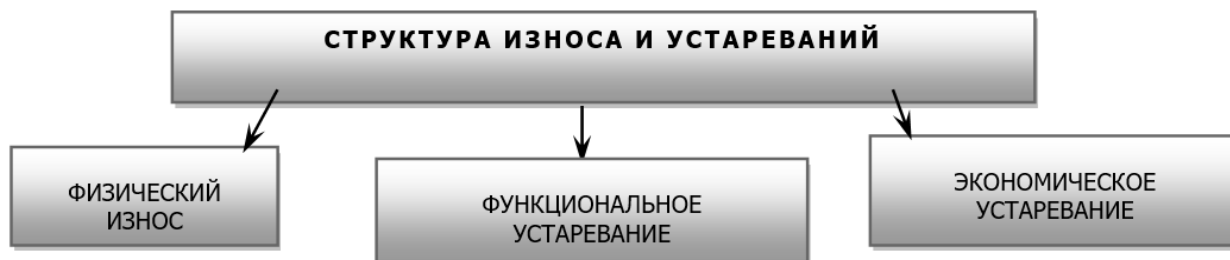 СТРУКТУРА ИЗНОСА И УСТАРЕВАНИЙ
ФИЗИЧЕСКИЙ
ИЗНОС
ФУНКЦИОНАЛЬНОЕ
УСТАРЕВАНИЕ
ЭКОНОМИЧЕСКОЕ
УСТАРЕВАНИЕ